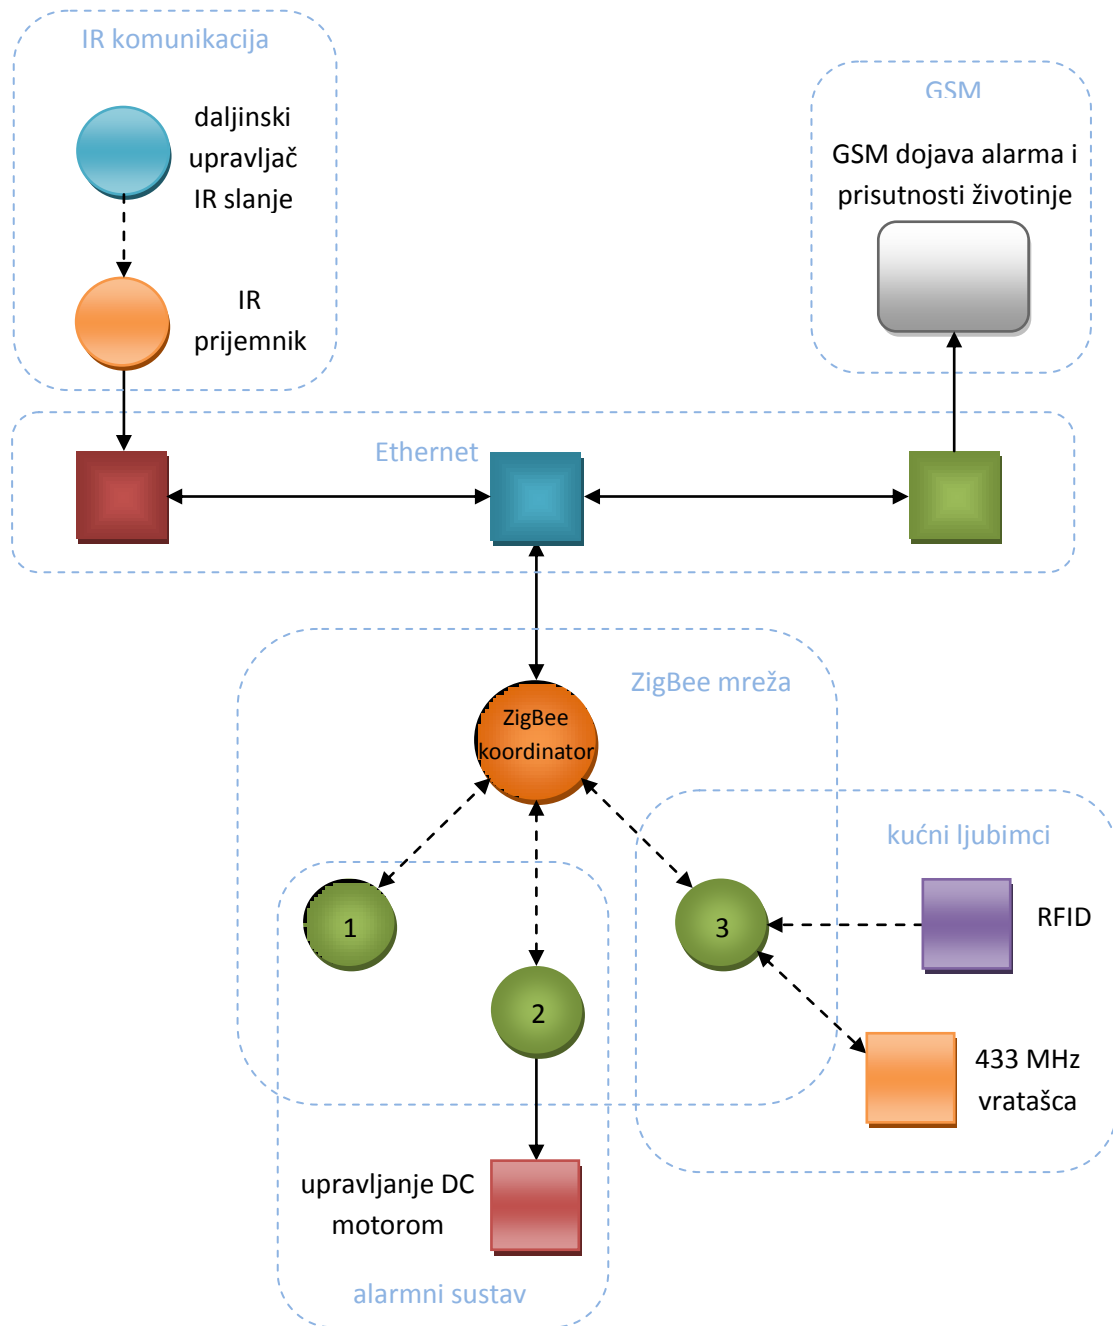 IR komunikacija
daljinski
upravljač
IR slanje
IR
prijemnik
GSM
GSM dojava alarma i
prisutnosti životinje
Ethernet
ZigBee mreža
ZigBee
koordinator
kućni ljubimci
1
2
3
RFID
433 MHz
vratašca
upravljanje DC
motorom
alarmni sustav